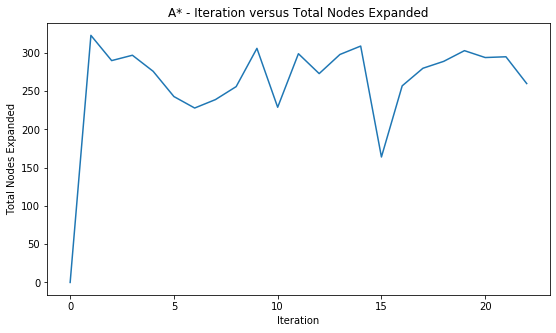 A* - Iteration versus Total Nodes Expanded
Total Nodes Expanded
300
250
200
150
100
50
0
0 5 10 15 20
Iteration